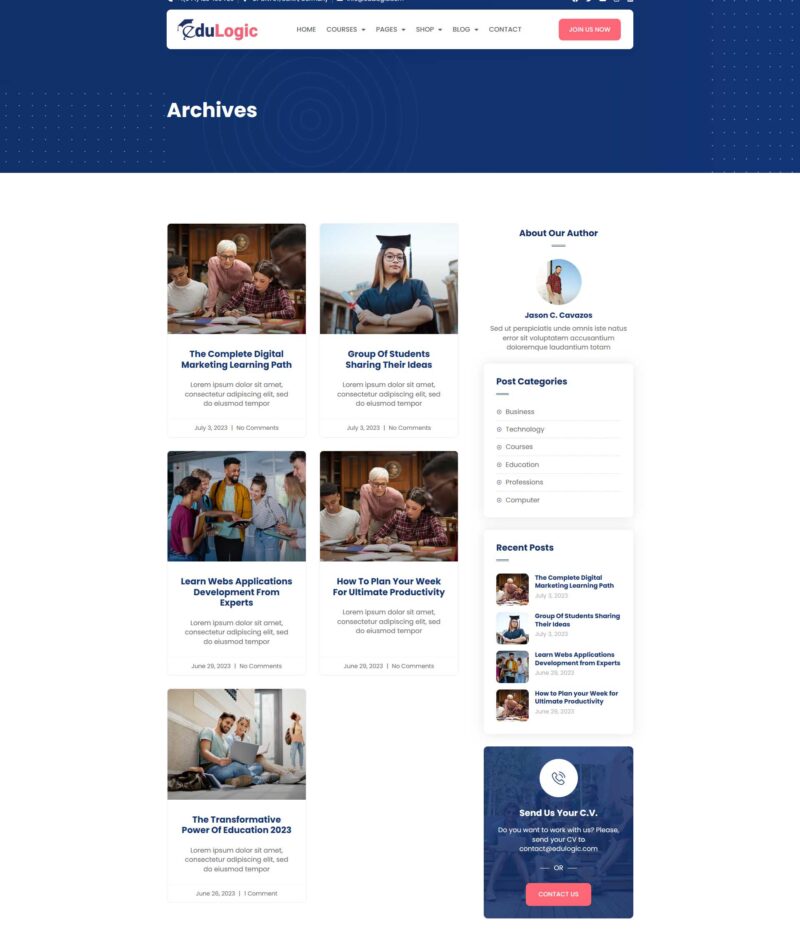 eduLogic
HOME COURSES PAGES SHOP BLOG CONTACT
JOIN US NOW
Archives
The Complete Digital
Marketing Learning Path
Lorem ipsum dolor sit amet,
consectetur adipiscing elit, sed
do eiusmod tempor
July 3, 2023 | No Comments
Group Of Students
Sharing Their Ideas
Lorem ipsum dolor sit amet,
consectetur adipiscing elit, sed
do eiusmod tempor
July 3, 2023 | No Comments
Learn Webs Applications
Development From
Experts
Lorem ipsum dolor sit amet,
consectetur adipiscing elit, sed
do eiusmod tempor
June 29, 2023 | No Comments
How To Plan Your Week
For Ultimate Productivity
Lorem ipsum dolor sit amet,
consectetur adipiscing elit, sed
do eiusmod tempor
June 29, 2023 | No Comments
The Transformative
Power Of Education 2023
Lorem ipsum dolor sit amet,
consectetur adipiscing elit, sed
do eiusmod tempor
June 28, 2023 | 1 Comment
About Our Author
Jason C. Cavazos
Sed ut perspiciatis unde omnis iste natus
error sit voluptatem accusantium
doloremque laudantium totam
Post Categories
Business
Technology
Courses
Education
Professions
Computer
Recent Posts
The Complete Digital
Marketing Learning Path
July 3, 2023
Group Of Students Sharing
Their Ideas
July 3, 2023
Learn Webs Applications
Development from Experts
June 29, 2023
How to Plan your Week for
Ultimate Productivity
June 29, 2023
Send Us Your C.V.
Do you want to work with us? Please,
send your CV to
contact@edulogic.com
OR
CONTACT US